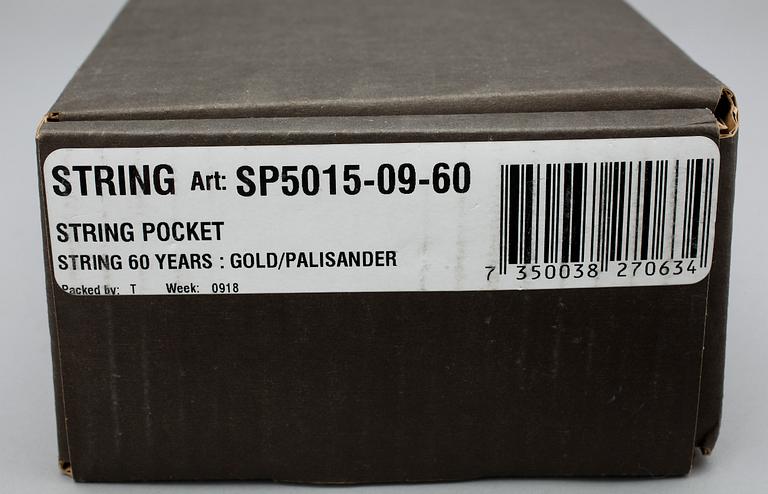 STRING Art: SP5015-09-60
STRING POCKET
STRING 60 YEARS : GOLD/PALISANDER
Packed by: T Week: 0918
7 350038 270634